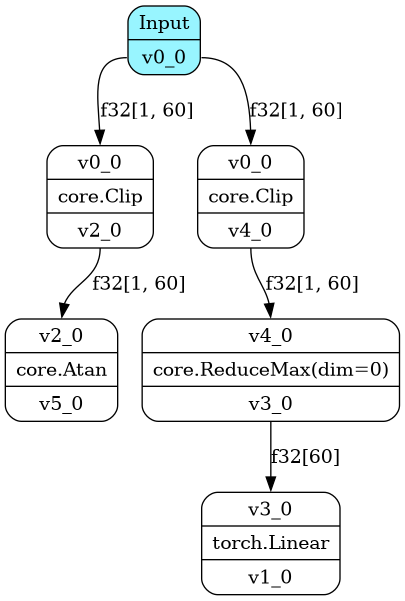 Input
v0_0
f32[1, 60]
f32[1, 60]
v0_0
core.Clip
v2_0
v0_0
core.Clip
v4_0
f32[1, 60]
f32[1, 60]
v2_0
core.Atan
v5_0
v4_0
core.ReduceMax(dim=0)
v3_0
f32[60]
v3_0
torch.Linear
v1_0